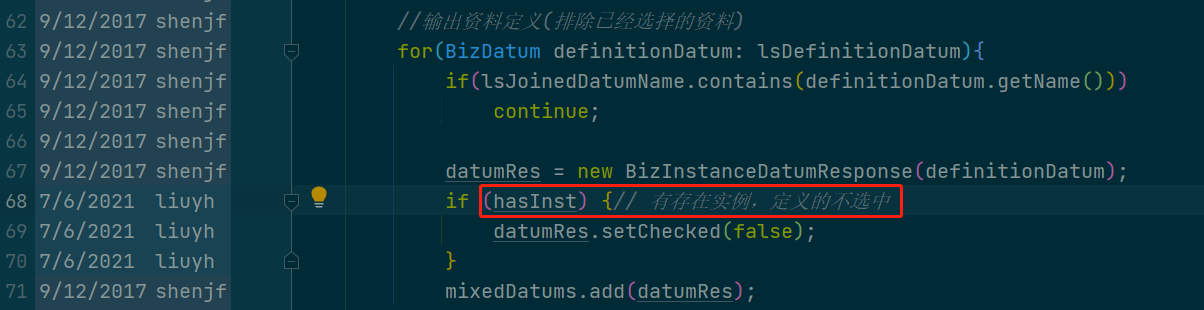 62 9/12/2017 shenjf //输出资料定义(排除已经选择的资料)
63 9/12/2017 shenjf for(BizDatum definitionDatum: lsDefinitionDatum){
64 9/12/2017 shenjf if(lsJoinedDatumName.contains(definitionDatum.getName()))
65 9/12/2017 shenjf continue;
66 9/12/2017 shenjf
67 9/12/2017 shenjf datumRes = new BizInstanceDatumResponse(definitionDatum);
68 7/6/2021 liuyh if (hasInst) {// 有存在实例，定义的不选中
69 7/6/2021 liuyh datumRes.setChecked(false);
70 7/6/2021 liuyh }
71 9/12/2017 shenjf mixedDatums.add(datumRes);